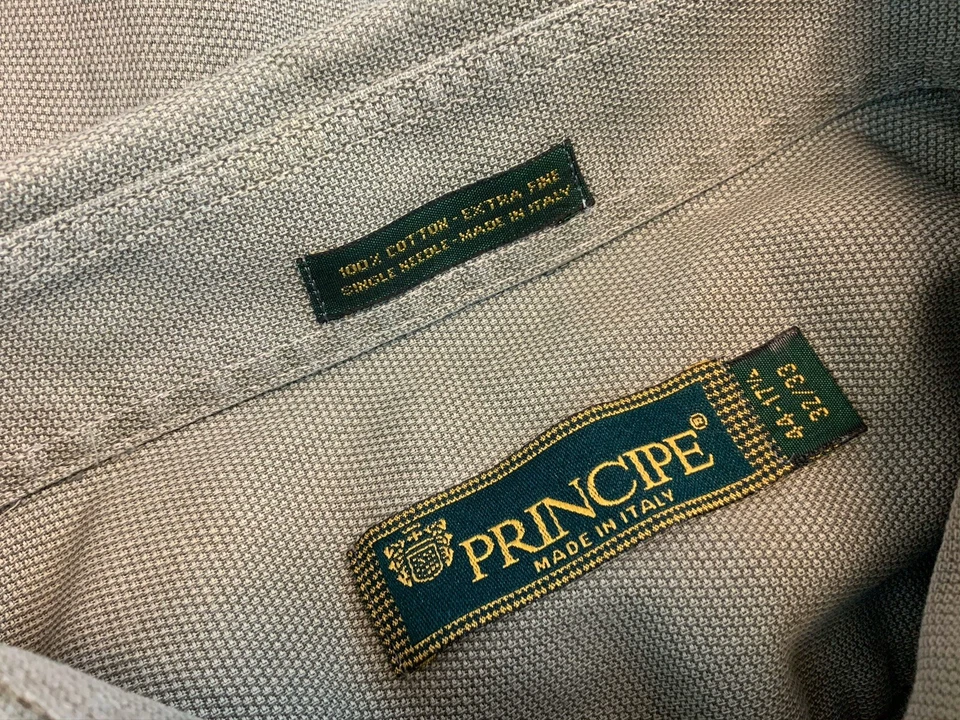 100% COTTON-EXTRA FINE
SINGLE NEEDLE-MADE IN ITALY
PRINCIPE®
MADE IN ITALY
44-17½
32/33